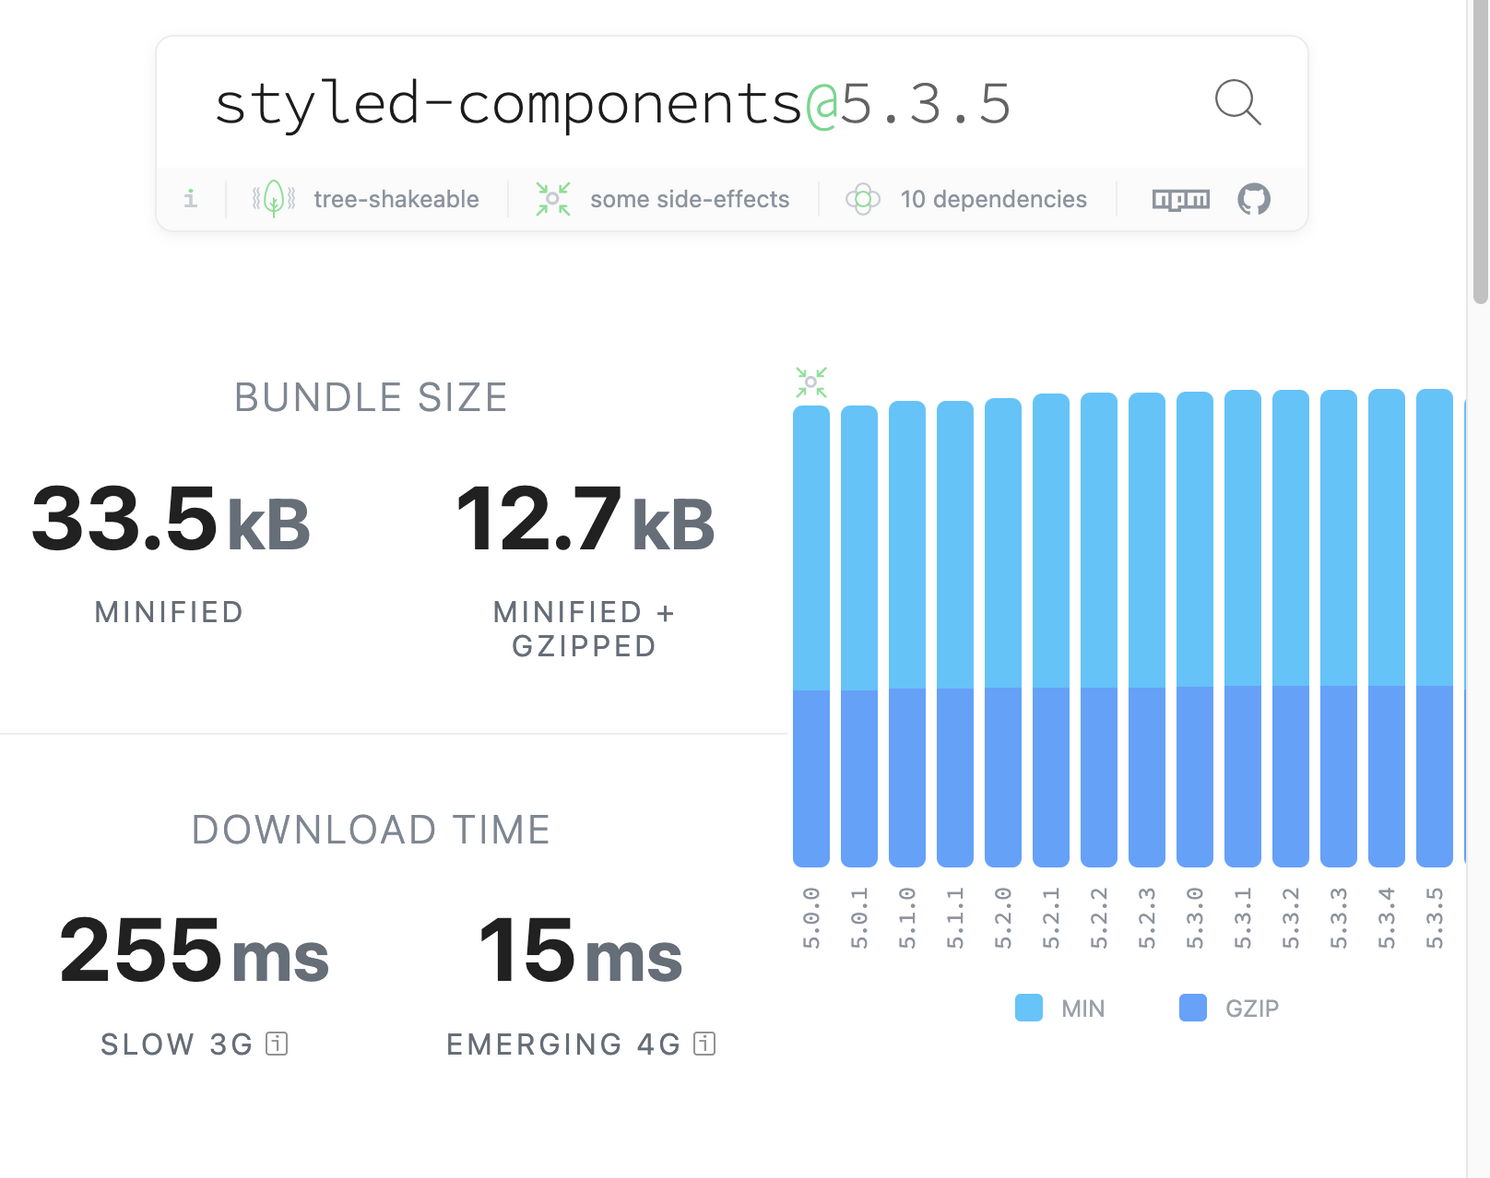 styled-components@5.3.5
i tree-shakeable some side-effects 10 dependencies npm
BUNDLE SIZE
33.5 kB
MINIFIED
12.7 kB
MINIFIED +
GZIPPED
DOWNLOAD TIME
255 ms
SLOW 3G i
15 ms
EMERGING 4G i
5.0.0
5.0.1
5.1.0
5.1.1
5.2.0
5.2.1
5.2.2
5.2.3
5.3.0
5.3.1
5.3.2
5.3.3
5.3.4
5.3.5
MIN
GZIP